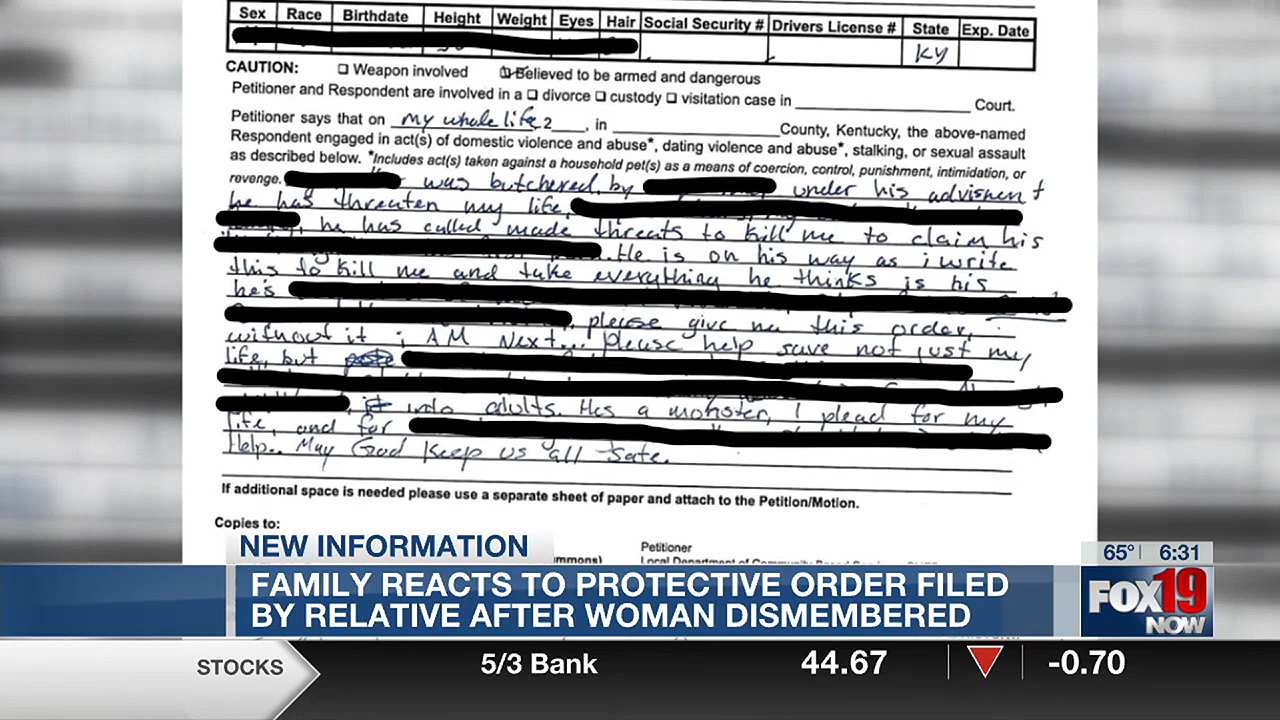 Sex Race Birthdate Height Weight Eyes Hair Social Security # Drivers License # State Exp. Date
KY
CAUTION: ☐ Weapon involved ☑ Believed to be armed and dangerous
Petitioner and Respondent are involved in a ☐ divorce ☐ custody ☐ visitation case in Court.
Petitioner says that on my whole life, 2___, in County, Kentucky, the above-named
Respondent engaged in act(s) of domestic violence and abuse*, dating violence and abuse*, stalking, or sexual assault
as described below. *Includes act(s) taken against a household pet(s) as a means of coercion, control, punishment, intimidation, or
revenge. was butchered by under his advisment
he has threaten my life,
he has called made threats to kill me to claim his
. He is on his way as i write
this to kill me and take everything he thinks is his
he's
, please give me this order,
without it i AM Next... please help save not just my
life, but
, it into adults. Hes a monster, I plead for my
life, and for
Help.. May God keep us all safe.
If additional space is needed please use a separate sheet of paper and attach to the Petition/Motion.
Copies to:
Petitioner
NEW INFORMATION
FAMILY REACTS TO PROTECTIVE ORDER FILED
BY RELATIVE AFTER WOMAN DISMEMBERED
65° 6:31
FOX19
NOW
STOCKS 5/3 Bank 44.67 -0.70